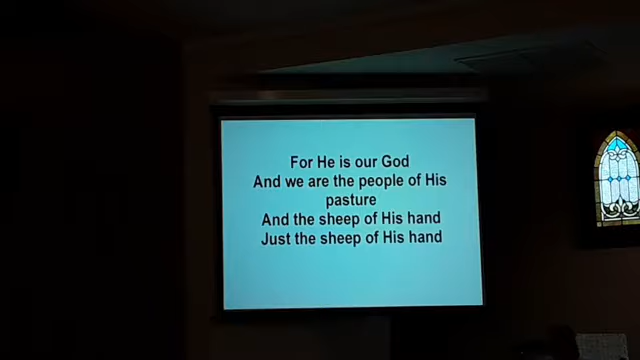 For He is our God
And we are the people of His
pasture
And the sheep of His hand
Just the sheep of His hand